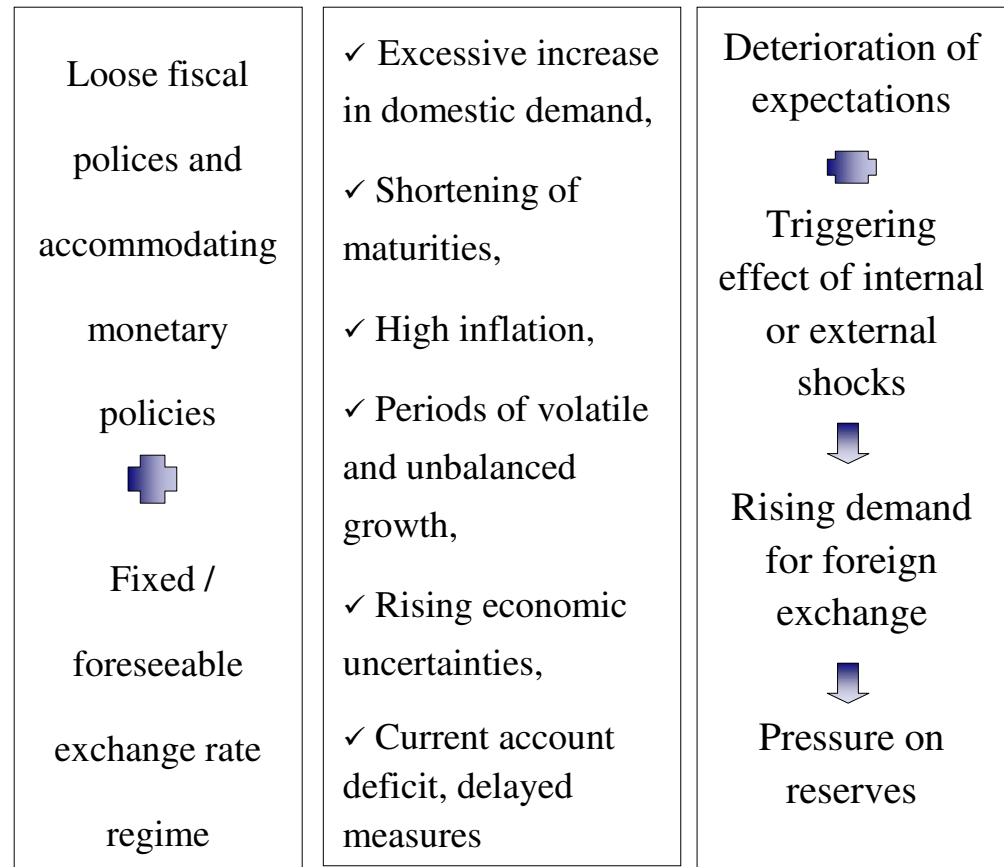 Loose fiscal
polices and
accommodating
monetary
policies
Fixed /
foreseeable
exchange rate
regime
✓ Excessive increase
in domestic demand,
✓ Shortening of
maturities,
✓ High inflation,
✓ Periods of volatile
and unbalanced
growth,
✓ Rising economic
uncertainties,
✓ Current account
deficit, delayed
measures
Deterioration of
expectations
Triggering
effect of internal
or external
shocks
Rising demand
for foreign
exchange
Pressure on
reserves